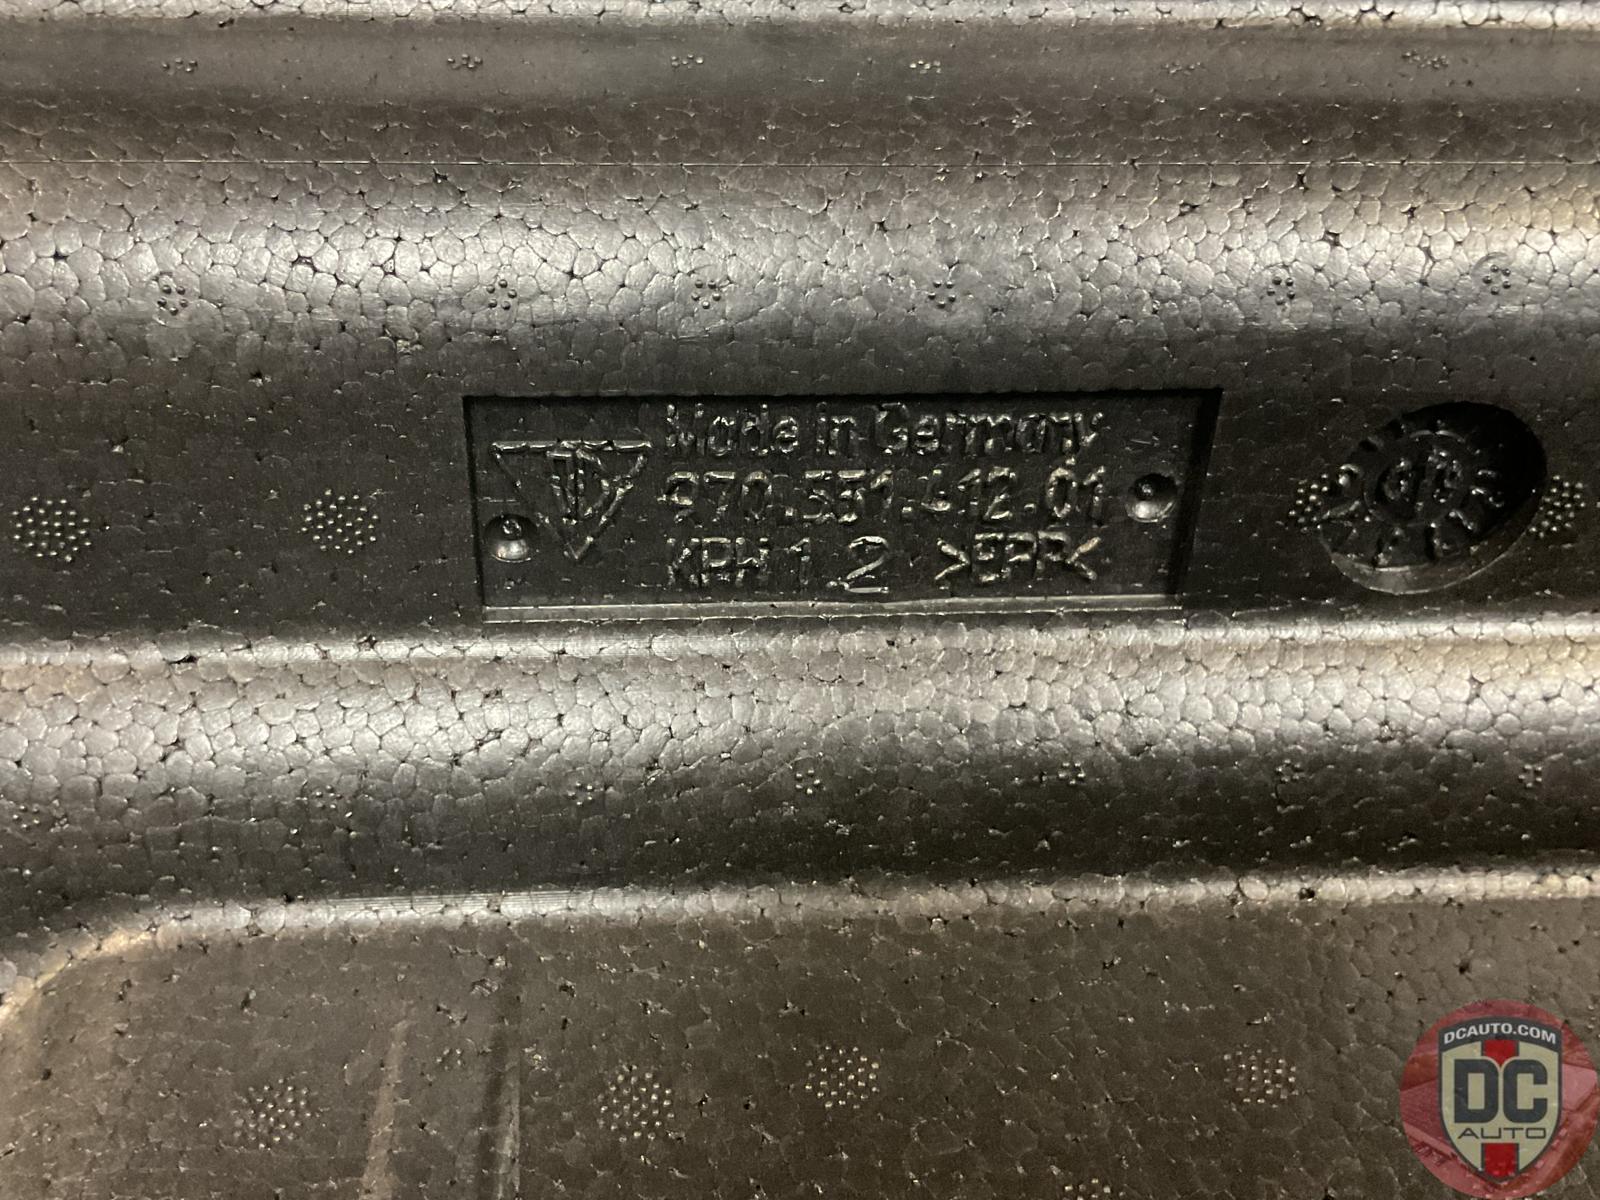 Made in Germany
970.551.412.01
KPH 1 2 >EPP<
DCAUTO.COM
DC
AUTO